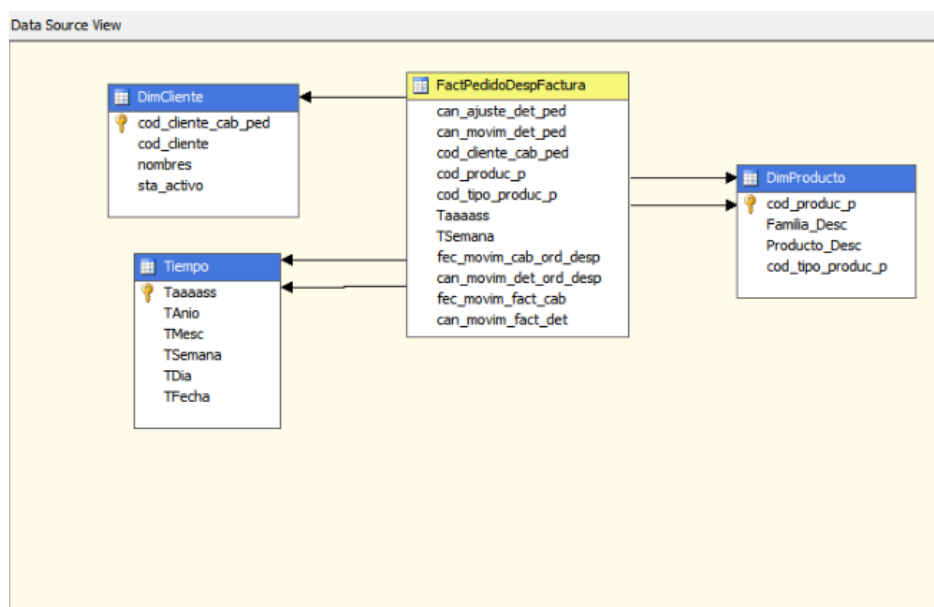 Data Source View
DimCliente
cod_cliente_cab_ped
cod_cliente
nombres
sta_activo
FactPedidoDespFactura
can_ajuste_det_ped
can_movim_det_ped
cod_cliente_cab_ped
cod_produc_p
cod_tipo_produc_p
Taaaass
TSemana
fec_movim_cab_ord_desp
can_movim_det_ord_desp
fec_movim_fact_cab
can_movim_fact_det
DimProducto
cod_produc_p
Familia_Desc
Producto_Desc
cod_tipo_produc_p
Tiempo
Taaaass
TAnio
TMesc
TSemana
TDia
TFecha